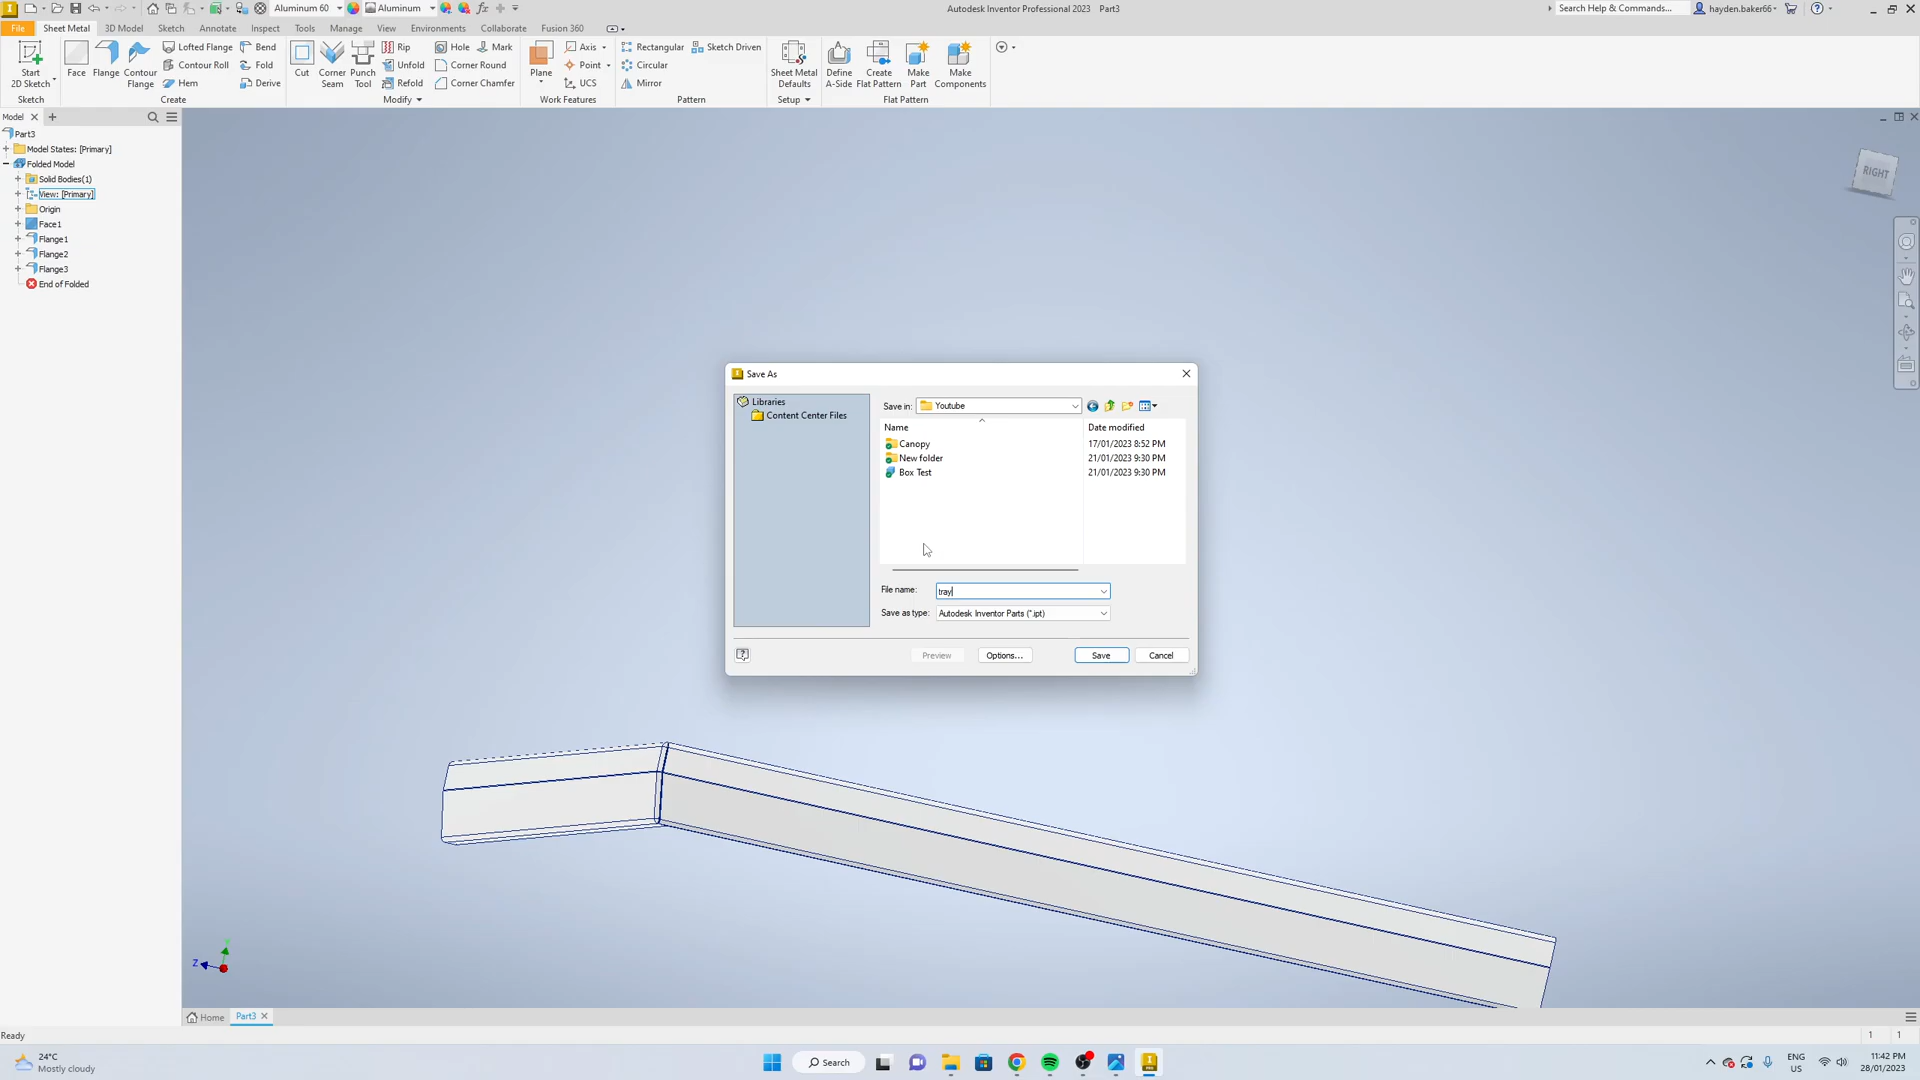 Aluminum 60
Aluminum
Autodesk Inventor Professional 2023 Part3
Search Help & Commands...
hayden.baker66
File
Sheet Metal
3D Model
Sketch
Annotate
Inspect
Tools
Manage
View
Environments
Collaborate
Fusion 360
Start
2D Sketch
Sketch
Face
Flange
Contour
Flange
Lofted Flange
Contour Roll
Hem
Bend
Fold
Derive
Create
Cut
Corner
Seam
Punch
Tool
Rip
Unfold
Refold
Hole
Mark
Corner Round
Corner Chamfer
Modify
Plane
Axis
Point
UCS
Work Features
Rectangular
Circular
Mirror
Sketch Driven
Pattern
Sheet Metal
Defaults
Setup
Define
A-Side
Create
Flat Pattern
Make
Part
Make
Components
Flat Pattern
Model
Part3
Model States: [Primary]
Folded Model
Solid Bodies(1)
View: [Primary]
Origin
Face1
Flange1
Flange2
Flange3
End of Folded
RIGHT
Save As
Libraries
Content Center Files
Save in:
Youtube
Name
Date modified
Canopy
17/01/2023 8:52 PM
New folder
21/01/2023 9:30 PM
Box Test
21/01/2023 9:30 PM
File name:
tray
Save as type:
Autodesk Inventor Parts (*.ipt)
Preview
Options...
Save
Cancel
Y
Z
Home
Part3
Ready
1
1
24°C
Mostly cloudy
Search
PRO
ENG
US
11:42 PM
28/01/2023